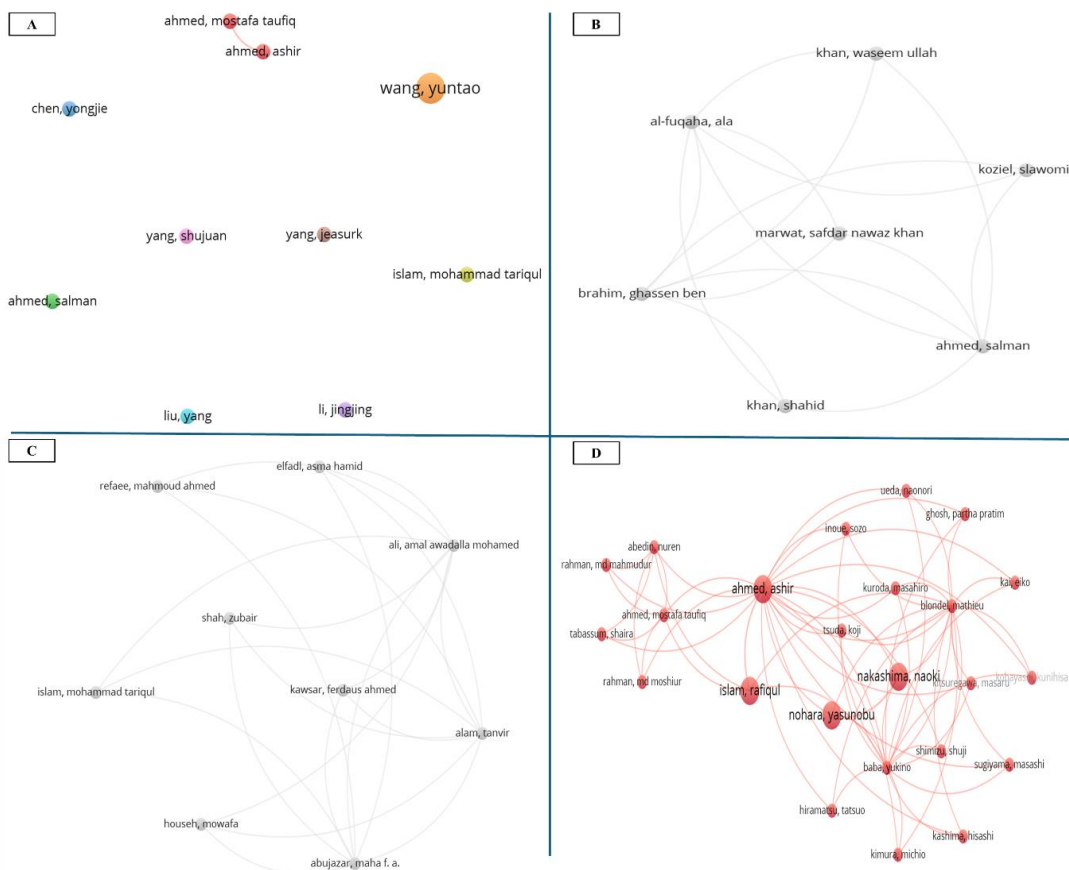 A
ahmed, mostafa taufiq
ahmed, ashir
wang, yuntao
chen, yongjie
yang, shujuan
yang, jeasurk
islam, mohammad tariqul
ahmed, salman
liu, yang
li, jingjing
B
khan, waseem ullah
al-fuqaha, ala
koziel, slawomi
marwat, safdar nawaz khan
brahim, ghassen ben
ahmed, salman
khan, shahid
C
elfadl, asma hamid
refaee, mahmoud ahmed
ali, amal awadalla mohamed
shah, zubair
islam, mohammad tariqul
kawsar, ferdaus ahmed
alam, tanvir
househ, mowafa
abujazar, maha f. a.
D
ueda, naonori
ghosh, partha pratim
inoue, sozo
abedin, nuren
rahman, md mahmudur
ahmed, ashir
kuroda, masahiro
kai, eiko
blondel, mathieu
ahmed, mostafa taufiq
tabassum, shaira
tsuda, koji
nakashima, naoki
rahman, md moshiur
islam, rafiqul
kitsuregawa, masaru
kobayashi, kunihisa
nohara, yasunobu
shimizu, shuji
baba, yukino
sugiyama, masashi
hiramatsu, tatsuo
kashima, hisashi
kimura, michio